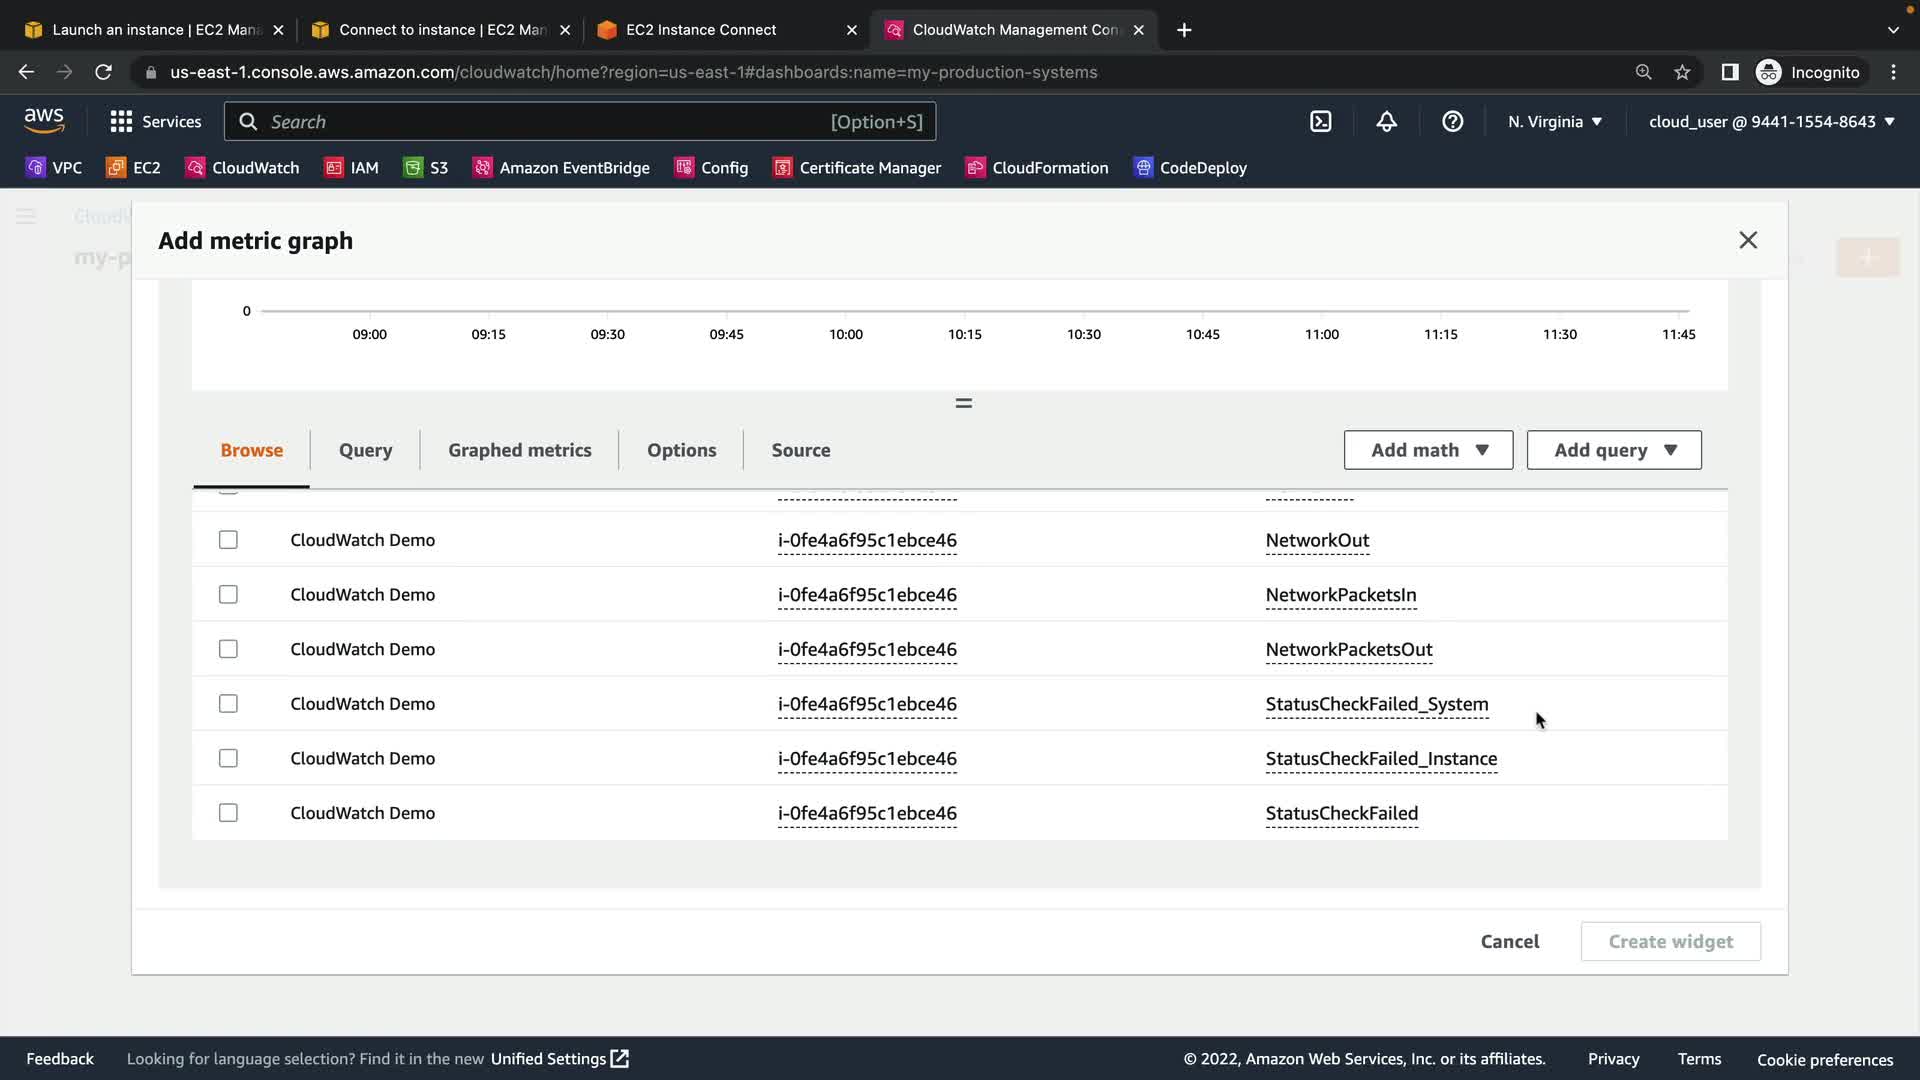 Launch an instance | EC2 Mana
Connect to instance | EC2 Man
EC2 Instance Connect
CloudWatch Management Con
us-east-1.console.aws.amazon.com/cloudwatch/home?region=us-east-1#dashboards:name=my-production-systems
Incognito
aws
Services
Search
[Option+S]
N. Virginia
cloud_user @ 9441-1554-8643
VPC
EC2
CloudWatch
IAM
S3
Amazon EventBridge
Config
Certificate Manager
CloudFormation
CodeDeploy
CloudW
my-p
Add metric graph
0
09:00 09:15 09:30 09:45 10:00 10:15 10:30 10:45 11:00 11:15 11:30 11:45
Browse
Query
Graphed metrics
Options
Source
Add math
Add query
CloudWatch Demo i-0fe4a6f95c1ebce46 NetworkOut
CloudWatch Demo i-0fe4a6f95c1ebce46 NetworkPacketsIn
CloudWatch Demo i-0fe4a6f95c1ebce46 NetworkPacketsOut
CloudWatch Demo i-0fe4a6f95c1ebce46 StatusCheckFailed_System
CloudWatch Demo i-0fe4a6f95c1ebce46 StatusCheckFailed_Instance
CloudWatch Demo i-0fe4a6f95c1ebce46 StatusCheckFailed
Cancel
Create widget
Feedback
Looking for language selection? Find it in the new Unified Settings
© 2022, Amazon Web Services, Inc. or its affiliates.
Privacy
Terms
Cookie preferences